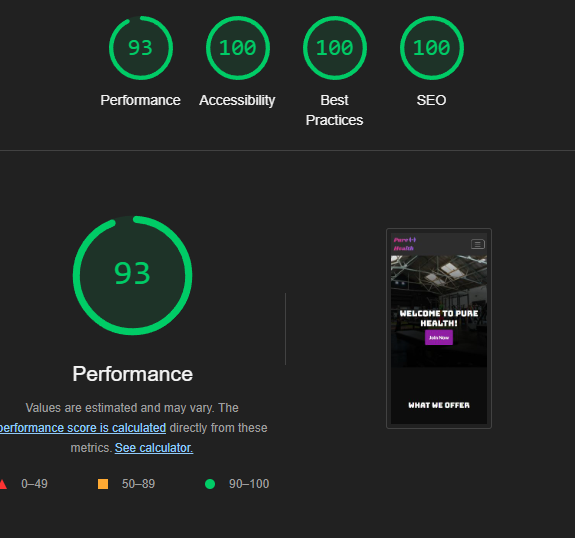 93
100
100
100
Performance
Accessibility
Best
Practices
SEO
93
Performance
Values are estimated and may vary. The
performance score is calculated directly from these
metrics. See calculator.
0–49
50–89
90–100
Pure
Health
WELCOME TO PURE
HEALTH!
Join Now
WHAT WE OFFER